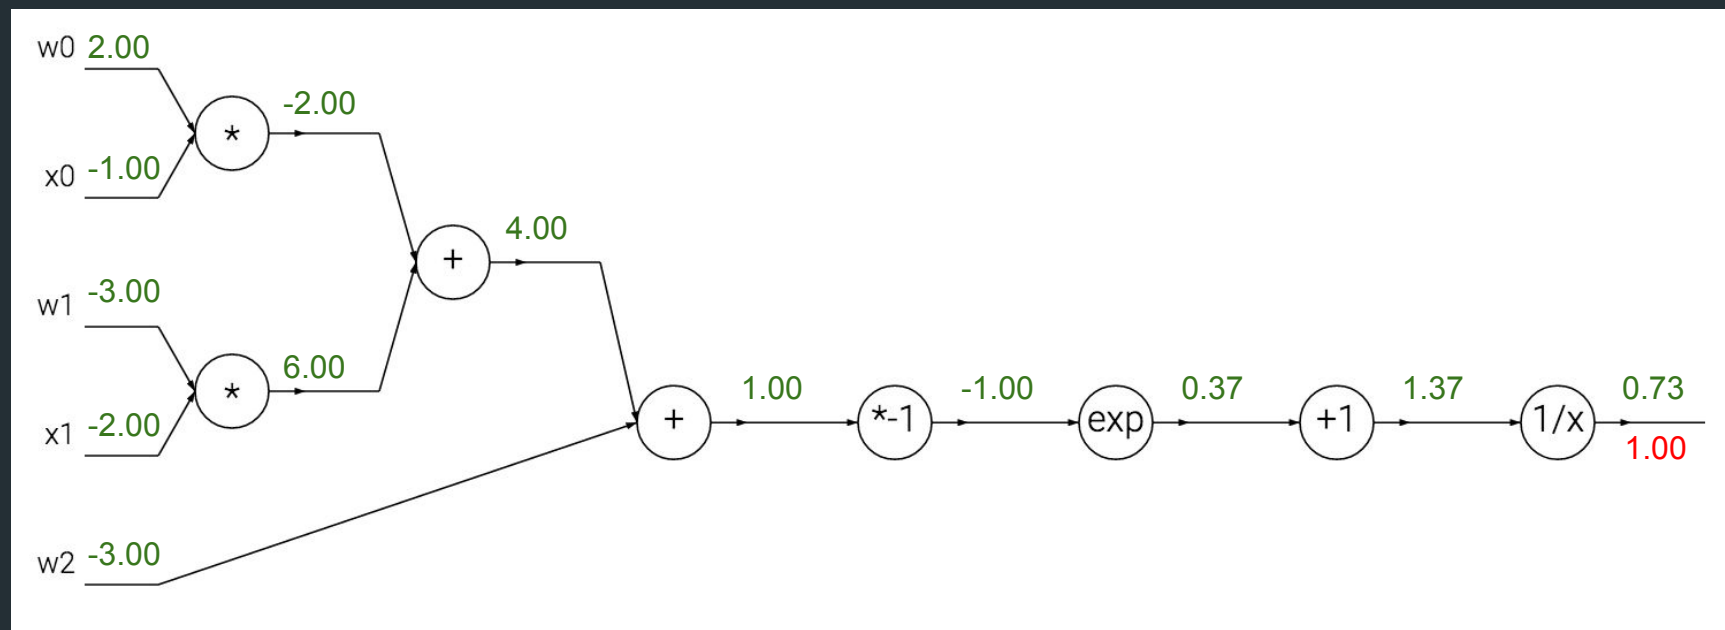 w0 2.00
* -2.00
x0 -1.00
+ 4.00
w1 -3.00
* 6.00
x1 -2.00
+ 1.00 *-1 -1.00 exp 0.37 +1 1.37 1/x 0.73
1.00
w2 -3.00